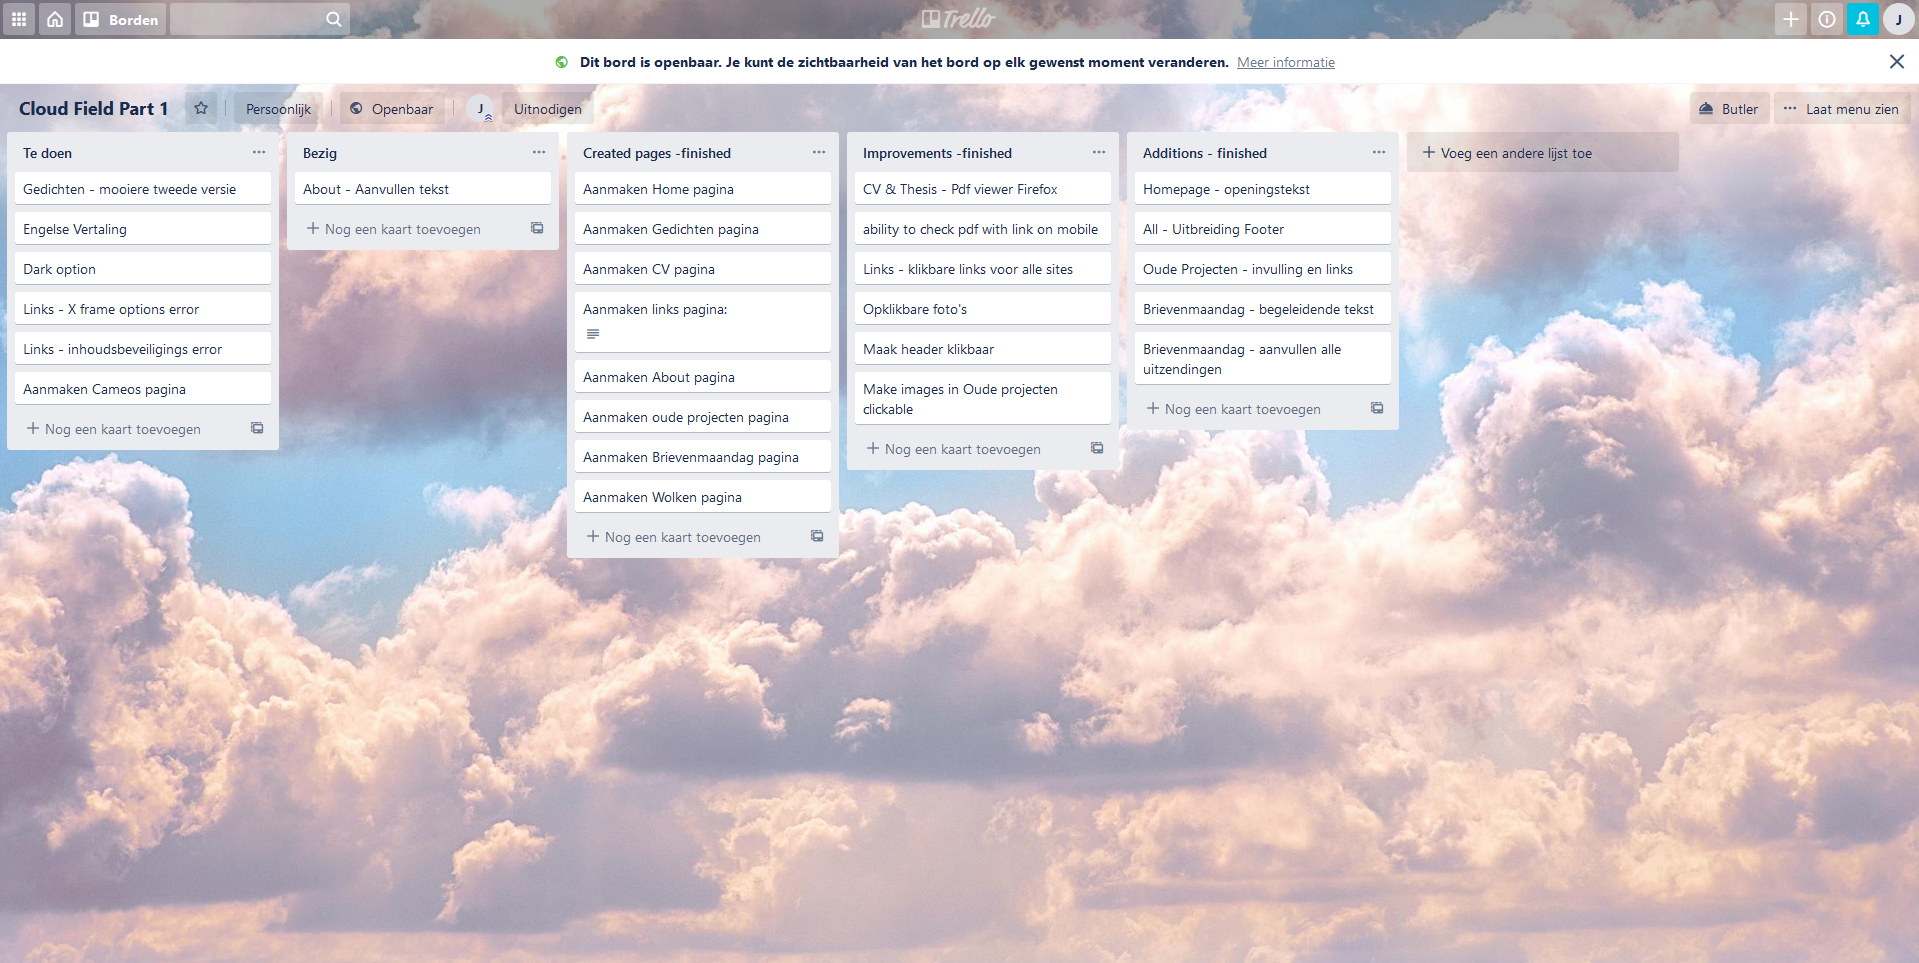 Borden
Trello
J
Dit bord is openbaar. Je kunt de zichtbaarheid van het bord op elk gewenst moment veranderen. Meer informatie
Cloud Field Part 1
Persoonlijk
Openbaar
J
Uitnodigen
Butler
Laat menu zien
Te doen
Gedichten - mooiere tweede versie
Engelse Vertaling
Dark option
Links - X frame options error
Links - inhoudsbeveiligings error
Aanmaken Cameos pagina
Nog een kaart toevoegen
Bezig
About - Aanvullen tekst
Nog een kaart toevoegen
Created pages -finished
Aanmaken Home pagina
Aanmaken Gedichten pagina
Aanmaken CV pagina
Aanmaken links pagina:
Aanmaken About pagina
Aanmaken oude projecten pagina
Aanmaken Brievenmaandag pagina
Aanmaken Wolken pagina
Nog een kaart toevoegen
Improvements -finished
CV & Thesis - Pdf viewer Firefox
ability to check pdf with link on mobile
Links - klikbare links voor alle sites
Opklikbare foto's
Maak header klikbaar
Make images in Oude projecten
clickable
Nog een kaart toevoegen
Additions - finished
Homepage - openingstekst
All - Uitbreiding Footer
Oude Projecten - invulling en links
Brievenmaandag - begeleidende tekst
Brievenmaandag - aanvullen alle
uitzendingen
Nog een kaart toevoegen
Voeg een andere lijst toe